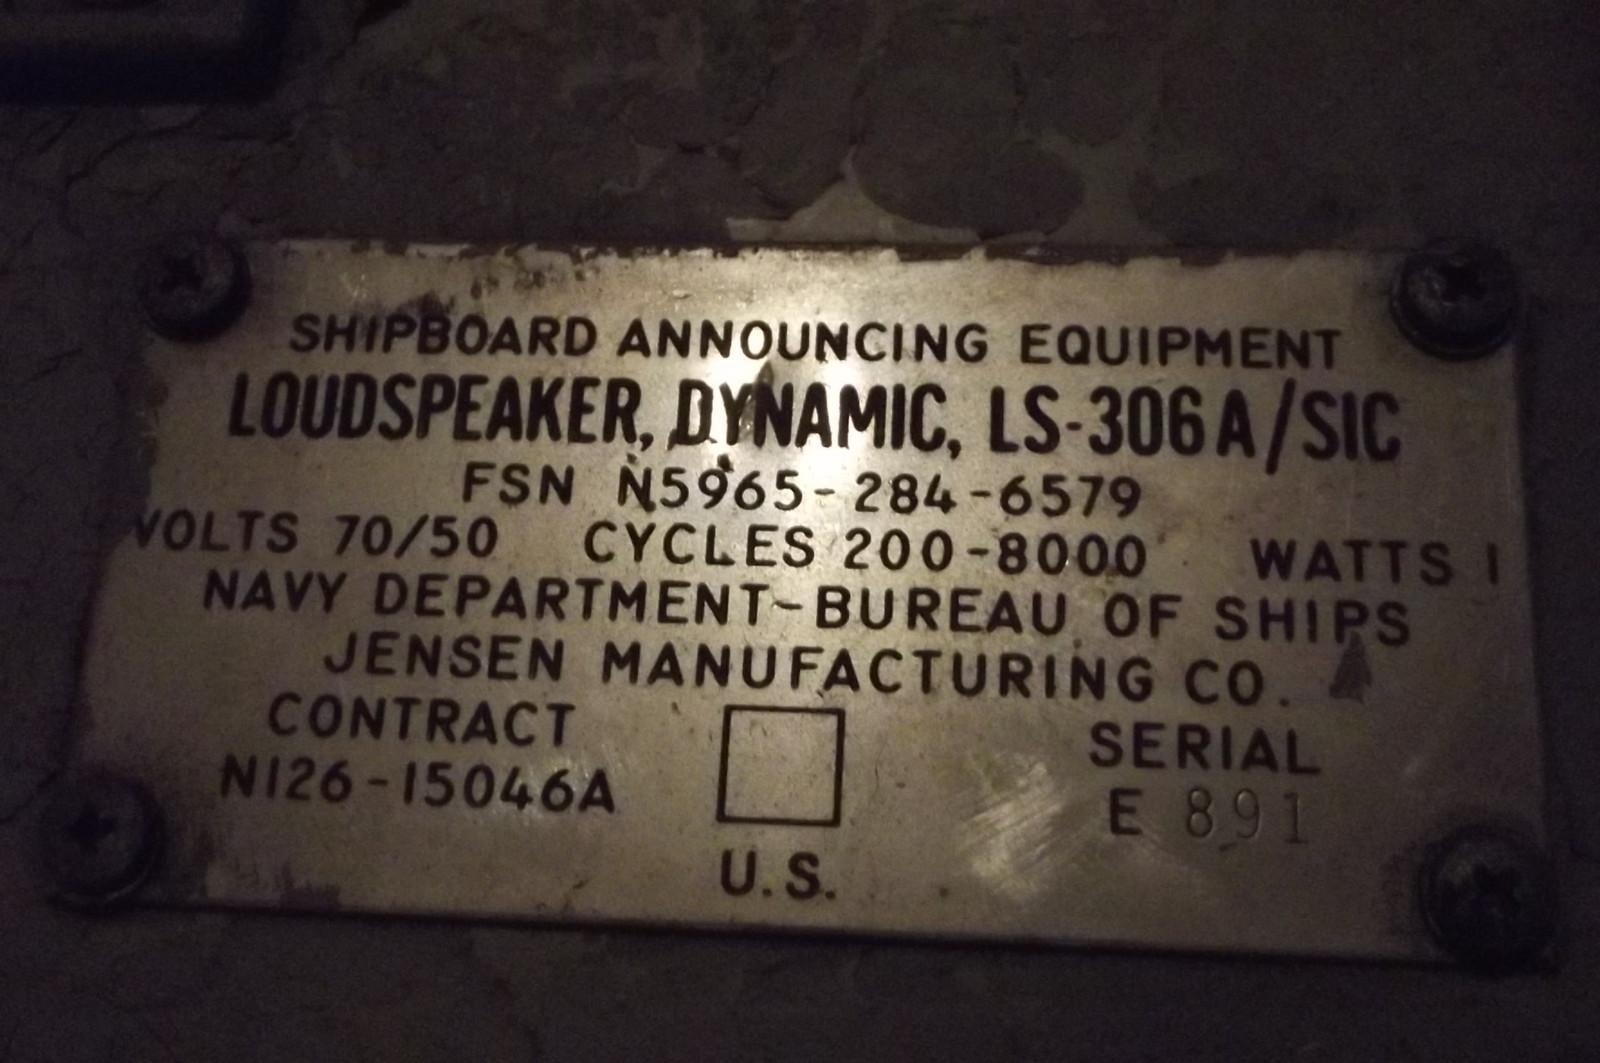 SHIPBOARD ANNOUNCING EQUIPMENT
LOUDSPEAKER, DYNAMIC, LS-306A/SIC
FSN N5965-284-6579
VOLTS 70/50 CYCLES 200-8000 WATTS 1
NAVY DEPARTMENT-BUREAU OF SHIPS
JENSEN MANUFACTURING CO.
CONTRACT
N126-15046A
U.S.
SERIAL
E 891